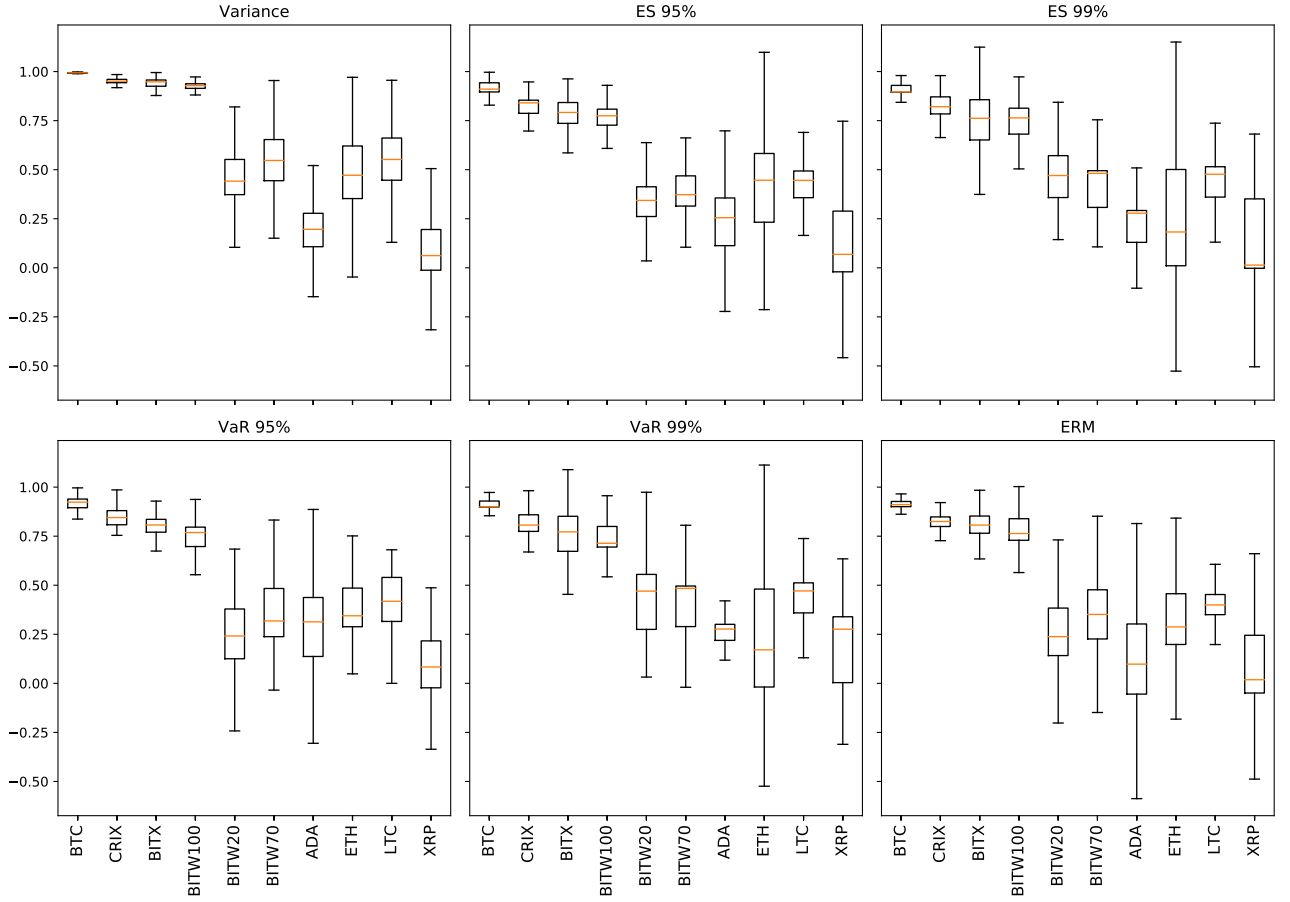 Variance
ES 95%
ES 99%
1.00
0.75
0.50
0.25
0.00
−0.25
−0.50
VaR 95%
VaR 99%
ERM
1.00
0.75
0.50
0.25
0.00
−0.25
−0.50
BTC
CRIX
BITX
BITW100
BITW20
BITW70
ADA
ETH
LTC
XRP
BTC
CRIX
BITX
BITW100
BITW20
BITW70
ADA
ETH
LTC
XRP
BTC
CRIX
BITX
BITW100
BITW20
BITW70
ADA
ETH
LTC
XRP